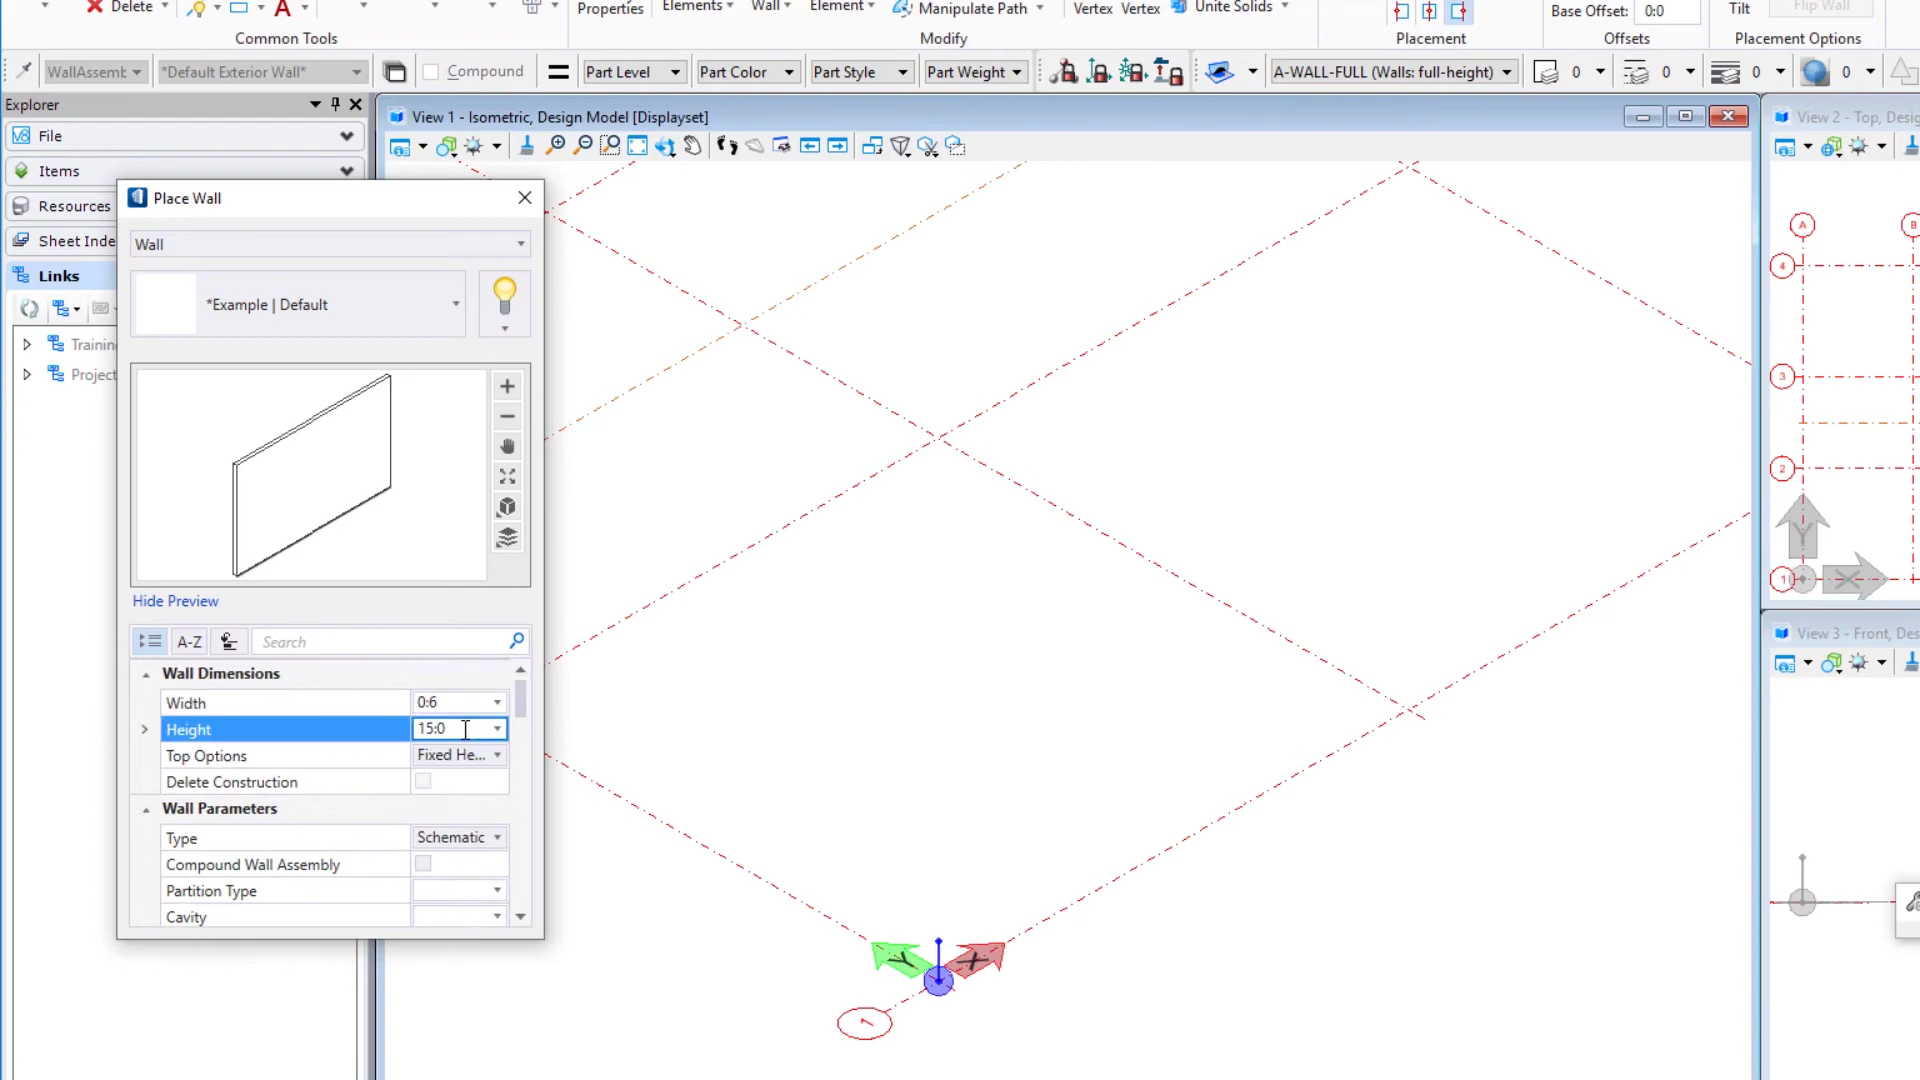 Delete
A
Properties
Elements
Wall
Element
Manipulate Path
Vertex
Vertex
Unite Solids
Base Offset:
0:0
Tilt
Flip Wall
Common Tools
Modify
Placement
Offsets
Placement Options
WallAssemb
*Default Exterior Wall*
Compound
Part Level
Part Color
Part Style
Part Weight
A-WALL-FULL (Walls: full-height)
0
0
0
0
Explorer
File
Items
Resources
Sheet Inde
Links
Trainin
Project
View 1 - Isometric, Design Model [Displayset]
View 2 - Top, Desig
Place Wall
Wall
*Example | Default
Hide Preview
A-Z
Search
Wall Dimensions
Width
0:6
Height
15:0
Top Options
Fixed He...
Delete Construction
Wall Parameters
Type
Schematic
Compound Wall Assembly
Partition Type
Cavity
Y
X
1
A
B
4
3
2
1
Y
X
View 3 - Front, Des